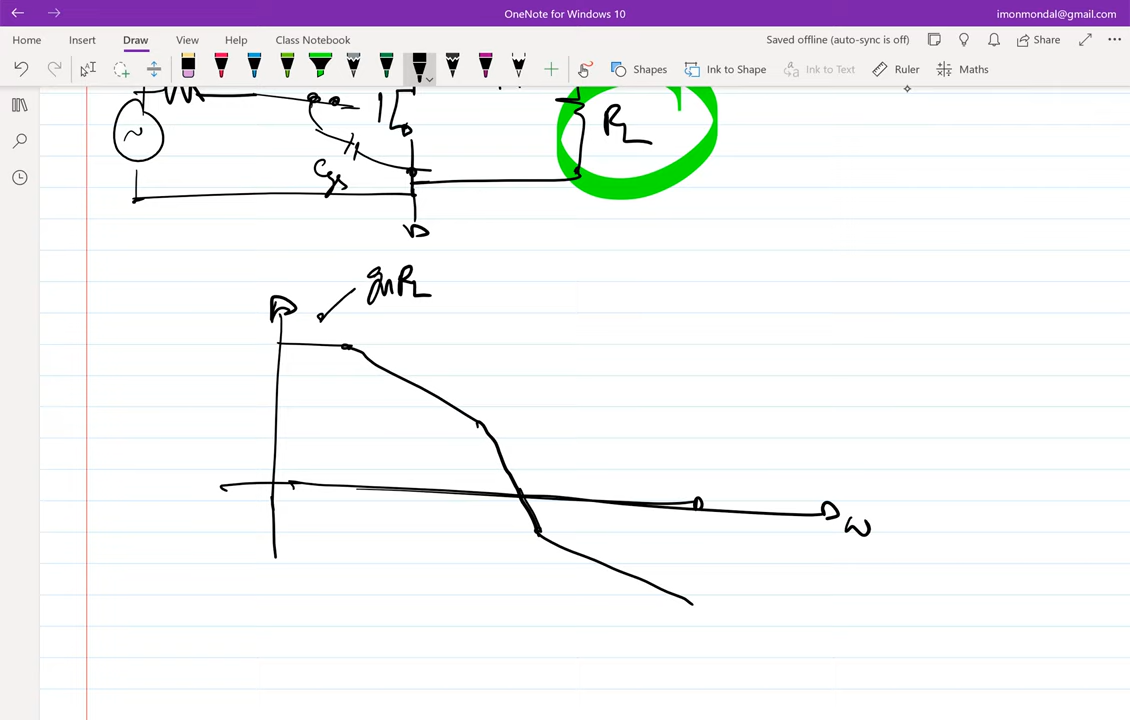 OneNote for Windows 10
imonmondal@gmail.com
Home Insert Draw View Help Class Notebook
Saved offline (auto-sync is off) Share
Shapes Ink to Shape Ink to Text Ruler Maths
RL
Cgs
gmRL
ω